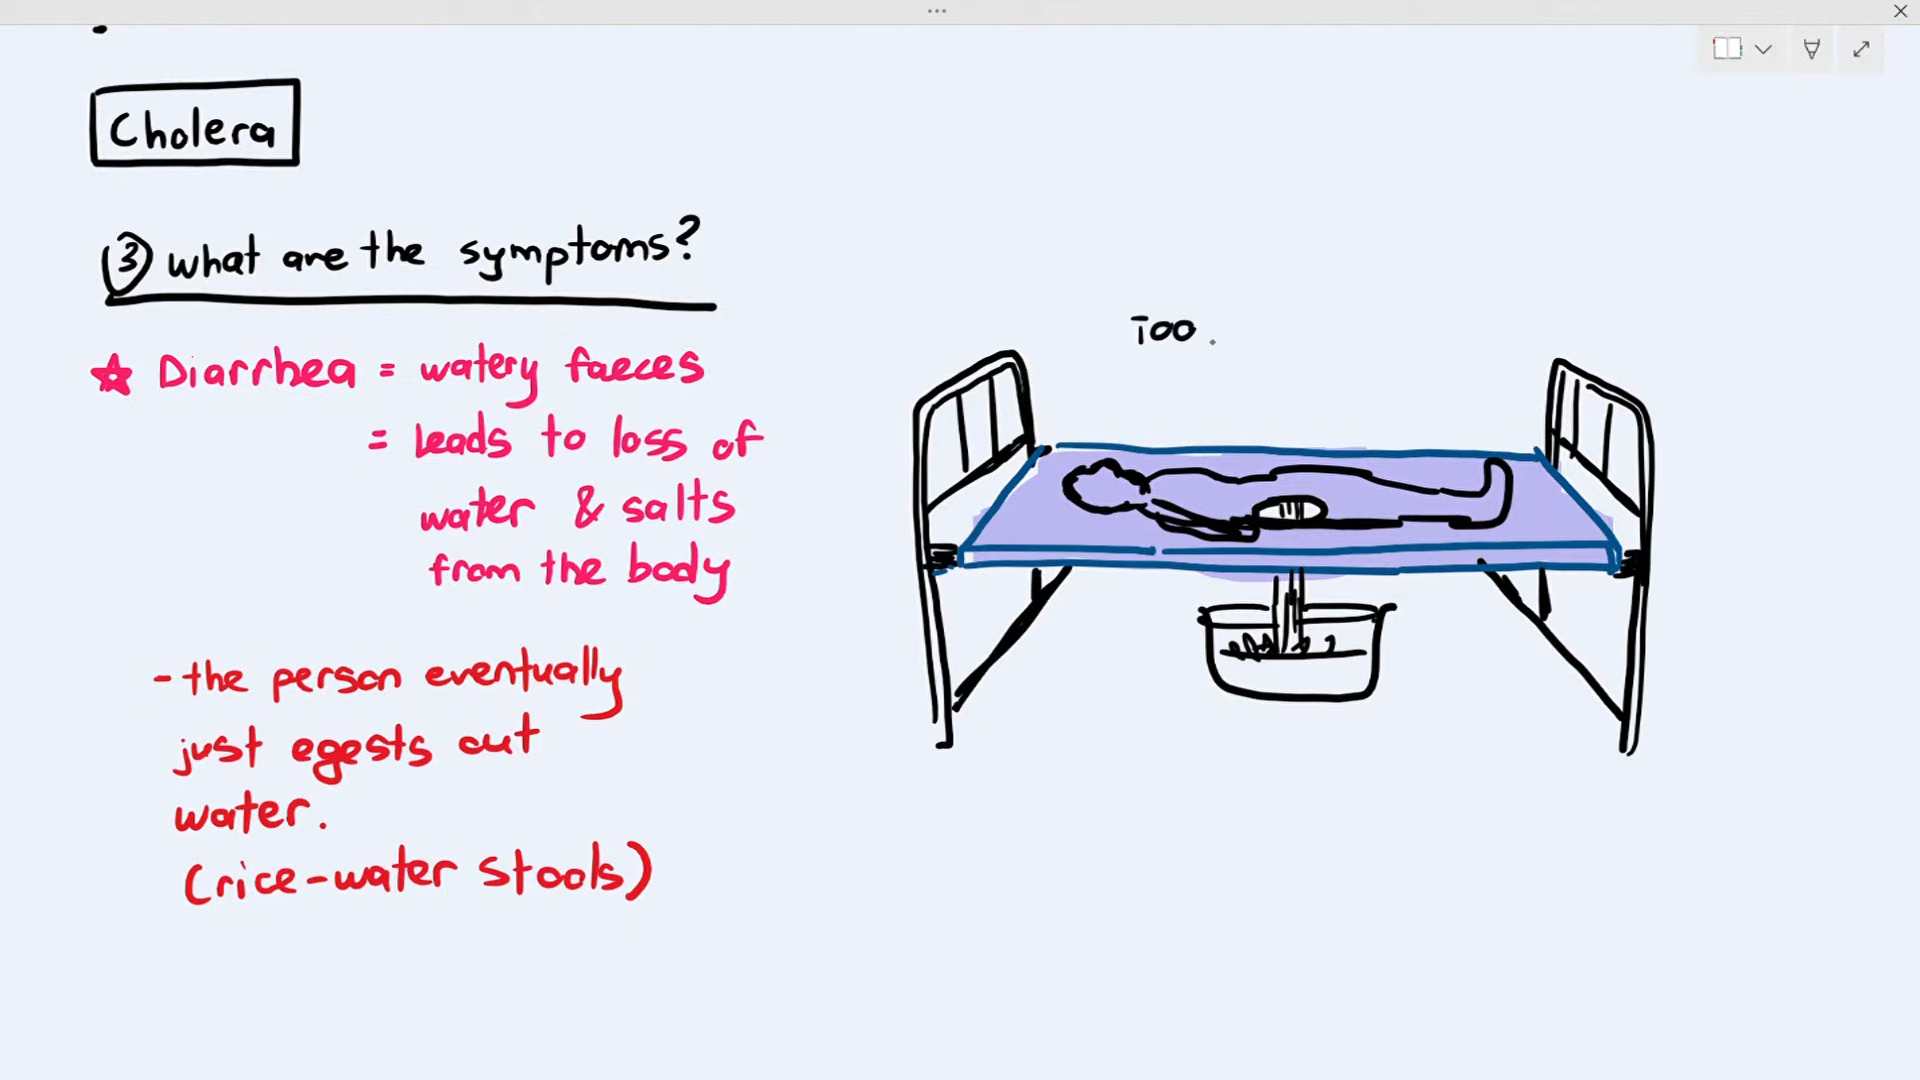 Cholera
③ what are the symptoms?
★ Diarrhea = watery faeces
= leads to loss of
water & salts
from the body
- the person eventually
just egests out
water.
(rice-water stools)
Too